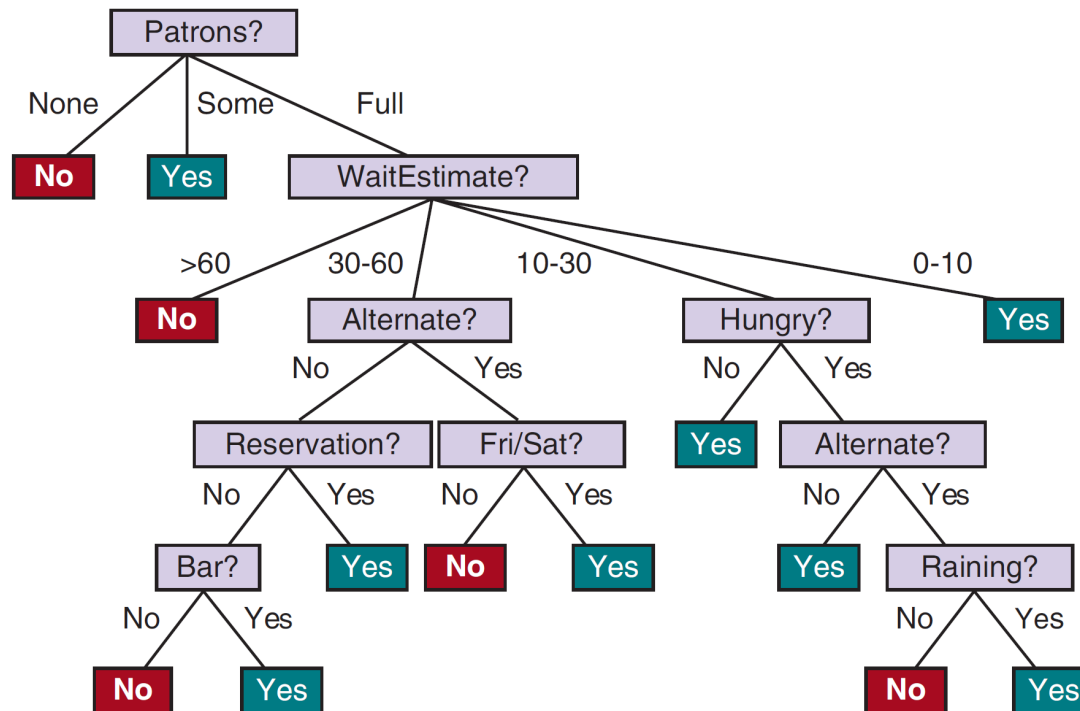 Patrons?
None Some Full
No Yes WaitEstimate?
>60 30-60 10-30 0-10
No Alternate? Hungry? Yes
No Yes No Yes
Reservation? Fri/Sat? Yes Alternate?
No Yes No Yes No Yes
Bar? Yes No Yes Yes Raining?
No Yes No Yes
No Yes No Yes